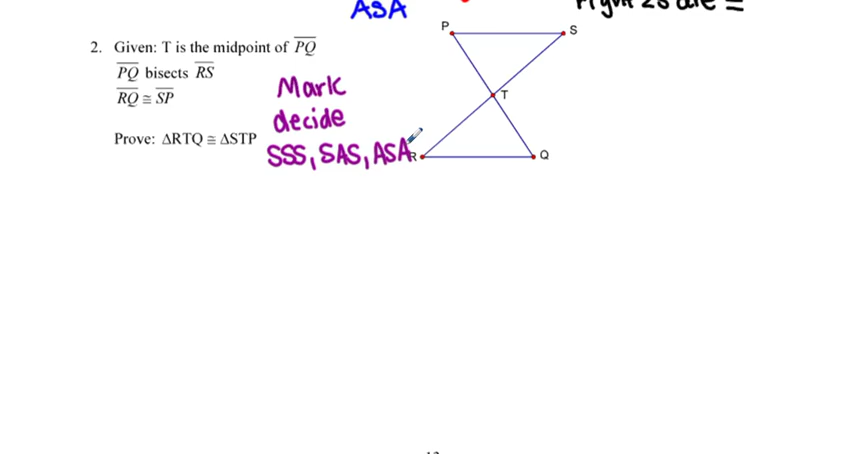 ASA
P
S
2. Given: T is the midpoint of PQ
PQ bisects RS
RQ ≅ SP
Mark
T
decide
Prove: ΔRTQ ≅ ΔSTP
SSS, SAS, ASA
R
Q